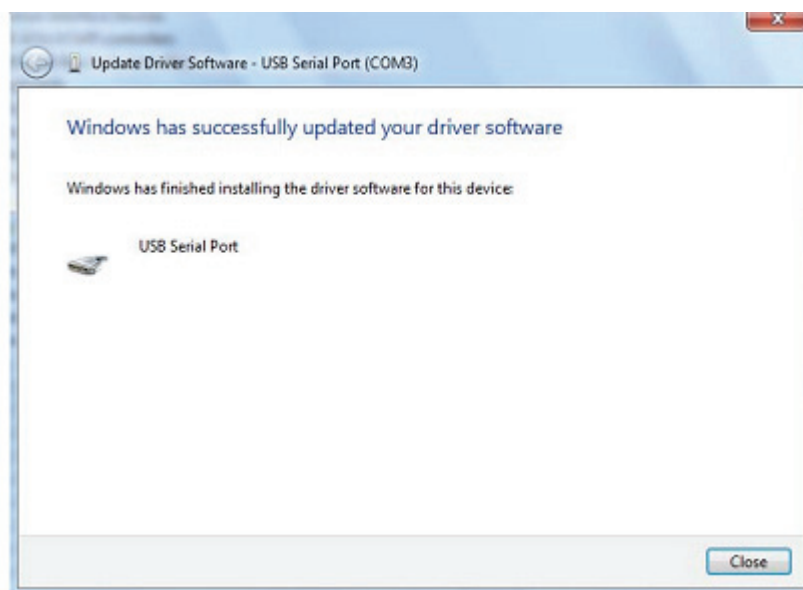 Update Driver Software - USB Serial Port (COM3)
Windows has successfully updated your driver software
Windows has finished installing the driver software for this device:
USB Serial Port
Close